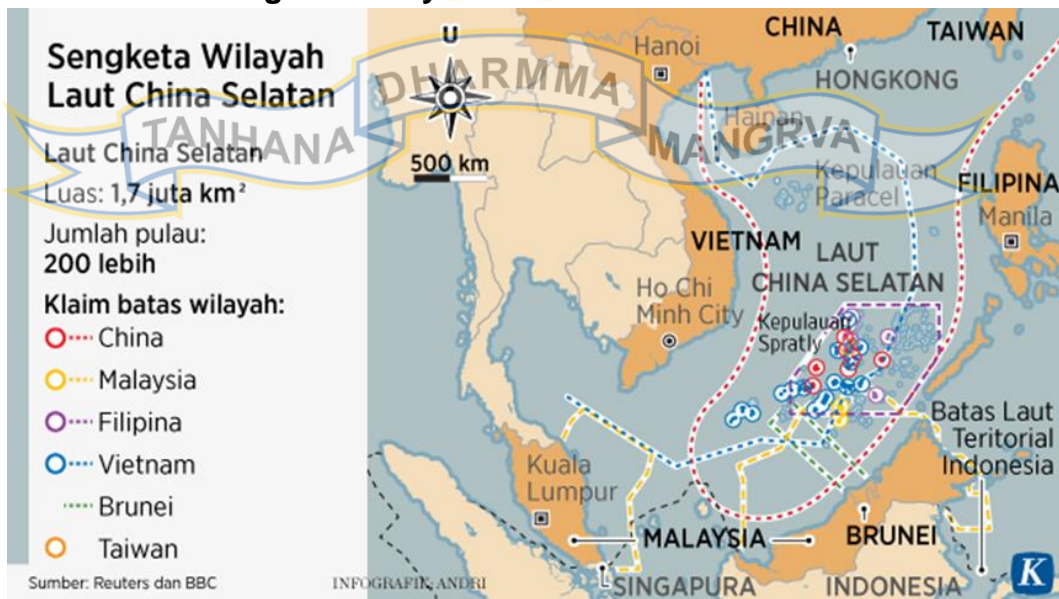 Sengketa Wilayah
Laut China Selatan
Laut China Selatan
Luas: 1,7 juta km²
Jumlah pulau:
200 lebih
Klaim batas wilayah:
China
Malaysia
Filipina
Vietnam
Brunei
Taiwan
Sumber: Reuters dan BBC
INFOGRAFIK: ANDRI
TANHANA DHARMMA MANGRVA
U
500 km
Hanoi
CHINA
TAIWAN
HONGKONG
Hainan
Kepulauan
Paracel
FILIPINA
Manila
VIETNAM
LAUT
CHINA SELATAN
Ho Chi
Minh City
Kepulauan
Spratly
Batas Laut
Teritorial
Indonesia
Kuala
Lumpur
MALAYSIA
BRUNEI
SINGAPURA
INDONESIA
K